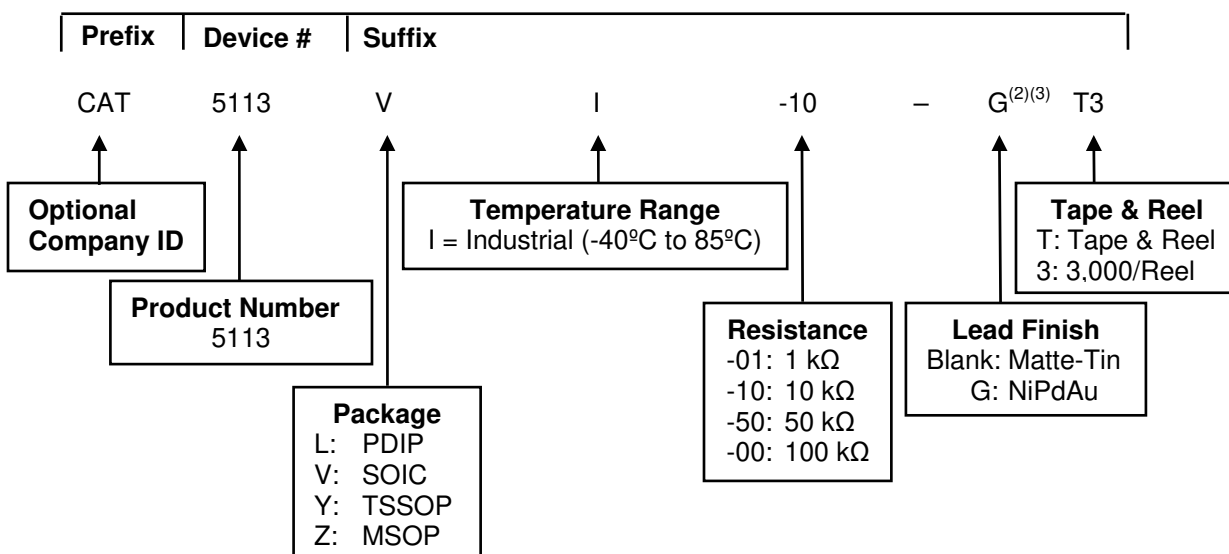 Prefix Device # Suffix
CAT 5113 V I -10 – G(2)(3) T3
Optional
Company ID
Product Number
5113
Package
L: PDIP
V: SOIC
Y: TSSOP
Z: MSOP
Temperature Range
I = Industrial (-40ºC to 85ºC)
Resistance
-01: 1 kΩ
-10: 10 kΩ
-50: 50 kΩ
-00: 100 kΩ
Lead Finish
Blank: Matte-Tin
G: NiPdAu
Tape & Reel
T: Tape & Reel
3: 3,000/Reel